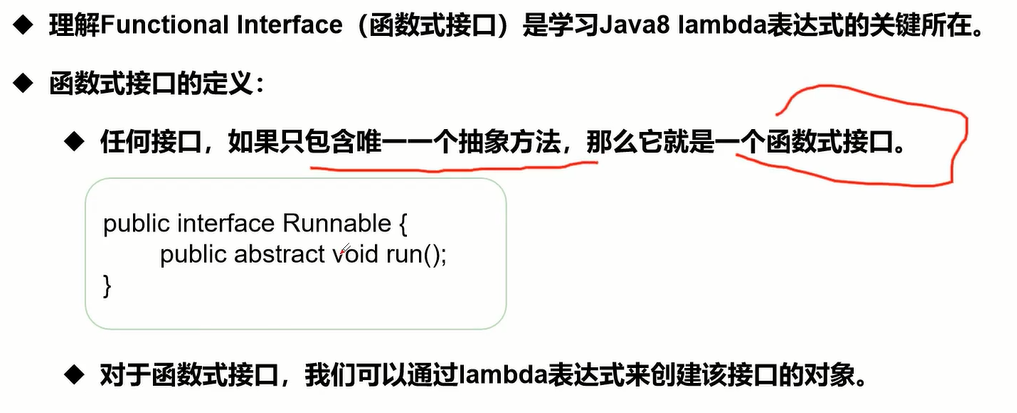 ◆ 理解Functional Interface（函数式接口）是学习Java8 lambda表达式的关键所在。
◆ 函数式接口的定义：
◆ 任何接口，如果只包含唯一一个抽象方法，那么它就是一个函数式接口。
public interface Runnable {
public abstract void run();
}
◆ 对于函数式接口，我们可以通过lambda表达式来创建该接口的对象。